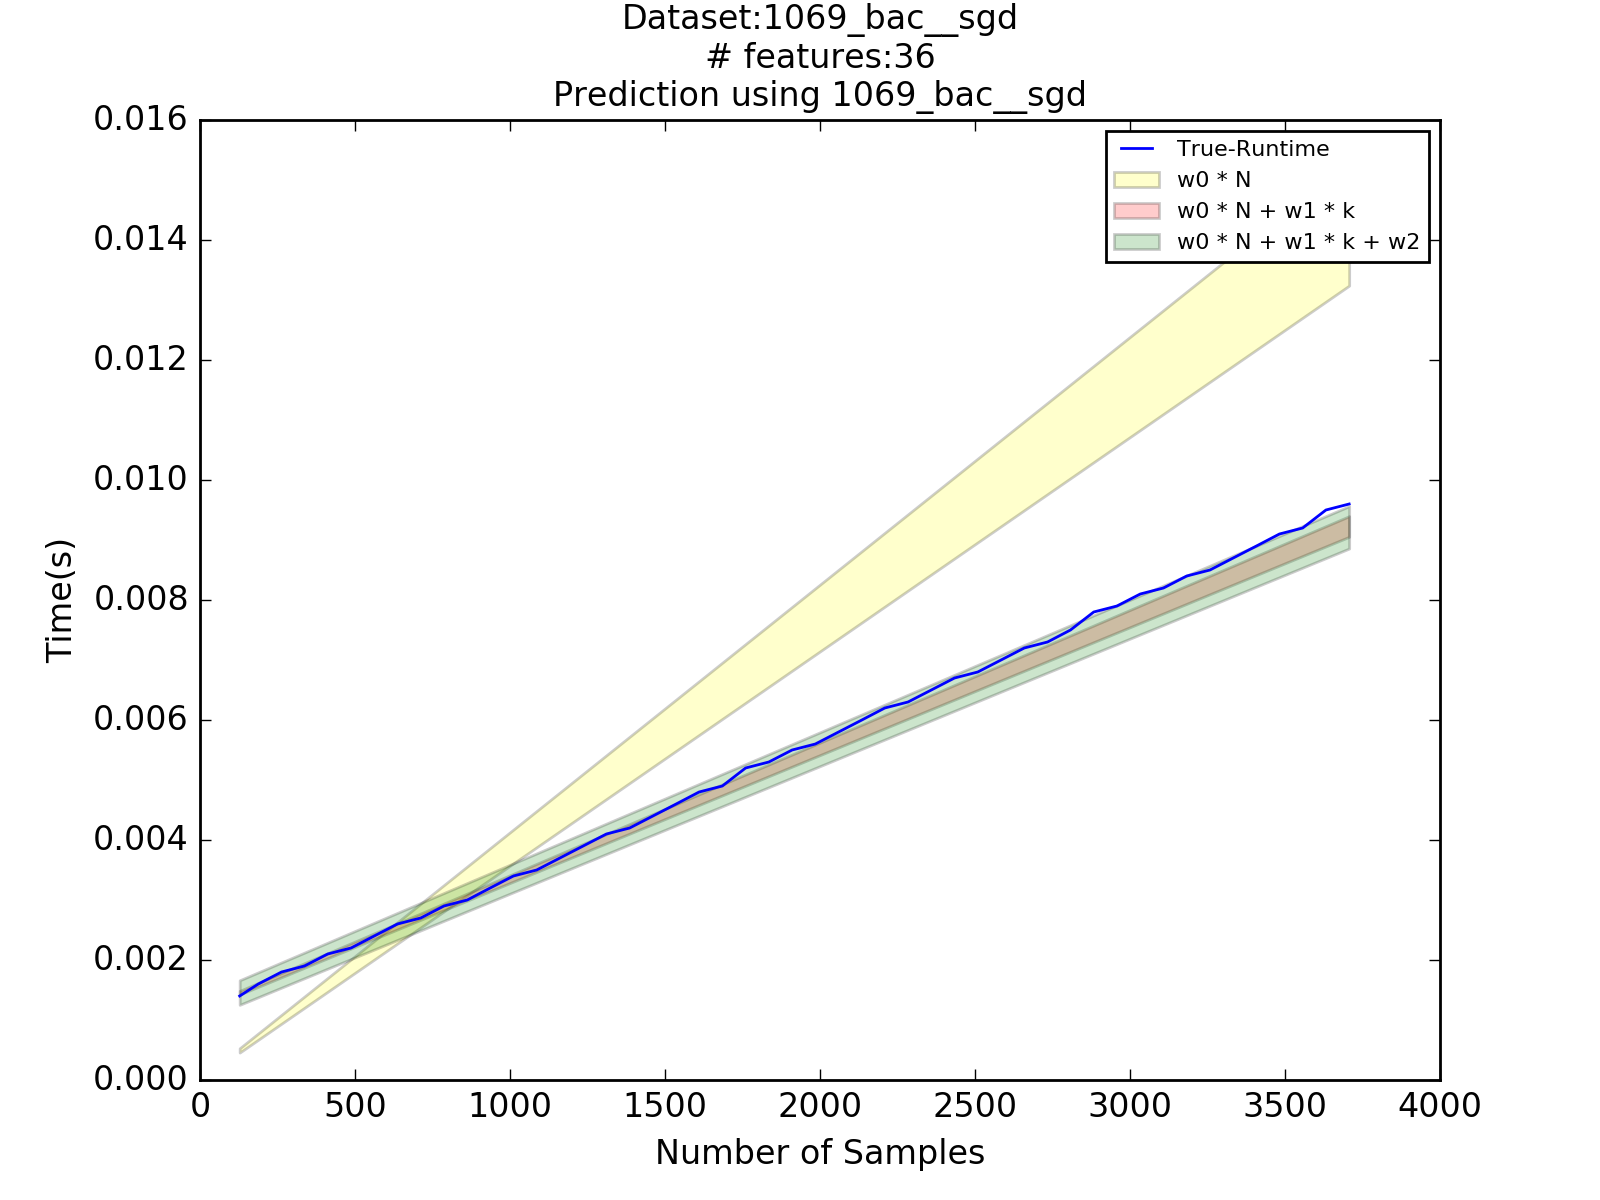 Dataset:1069_bac__sgd
# features:36
Prediction using 1069_bac__sgd
0.016
0.014
0.012
0.010
0.008
0.006
0.004
0.002
0.000
Time(s)
True-Runtime
w0 * N
w0 * N + w1 * k
w0 * N + w1 * k + w2
0 500 1000 1500 2000 2500 3000 3500 4000
Number of Samples